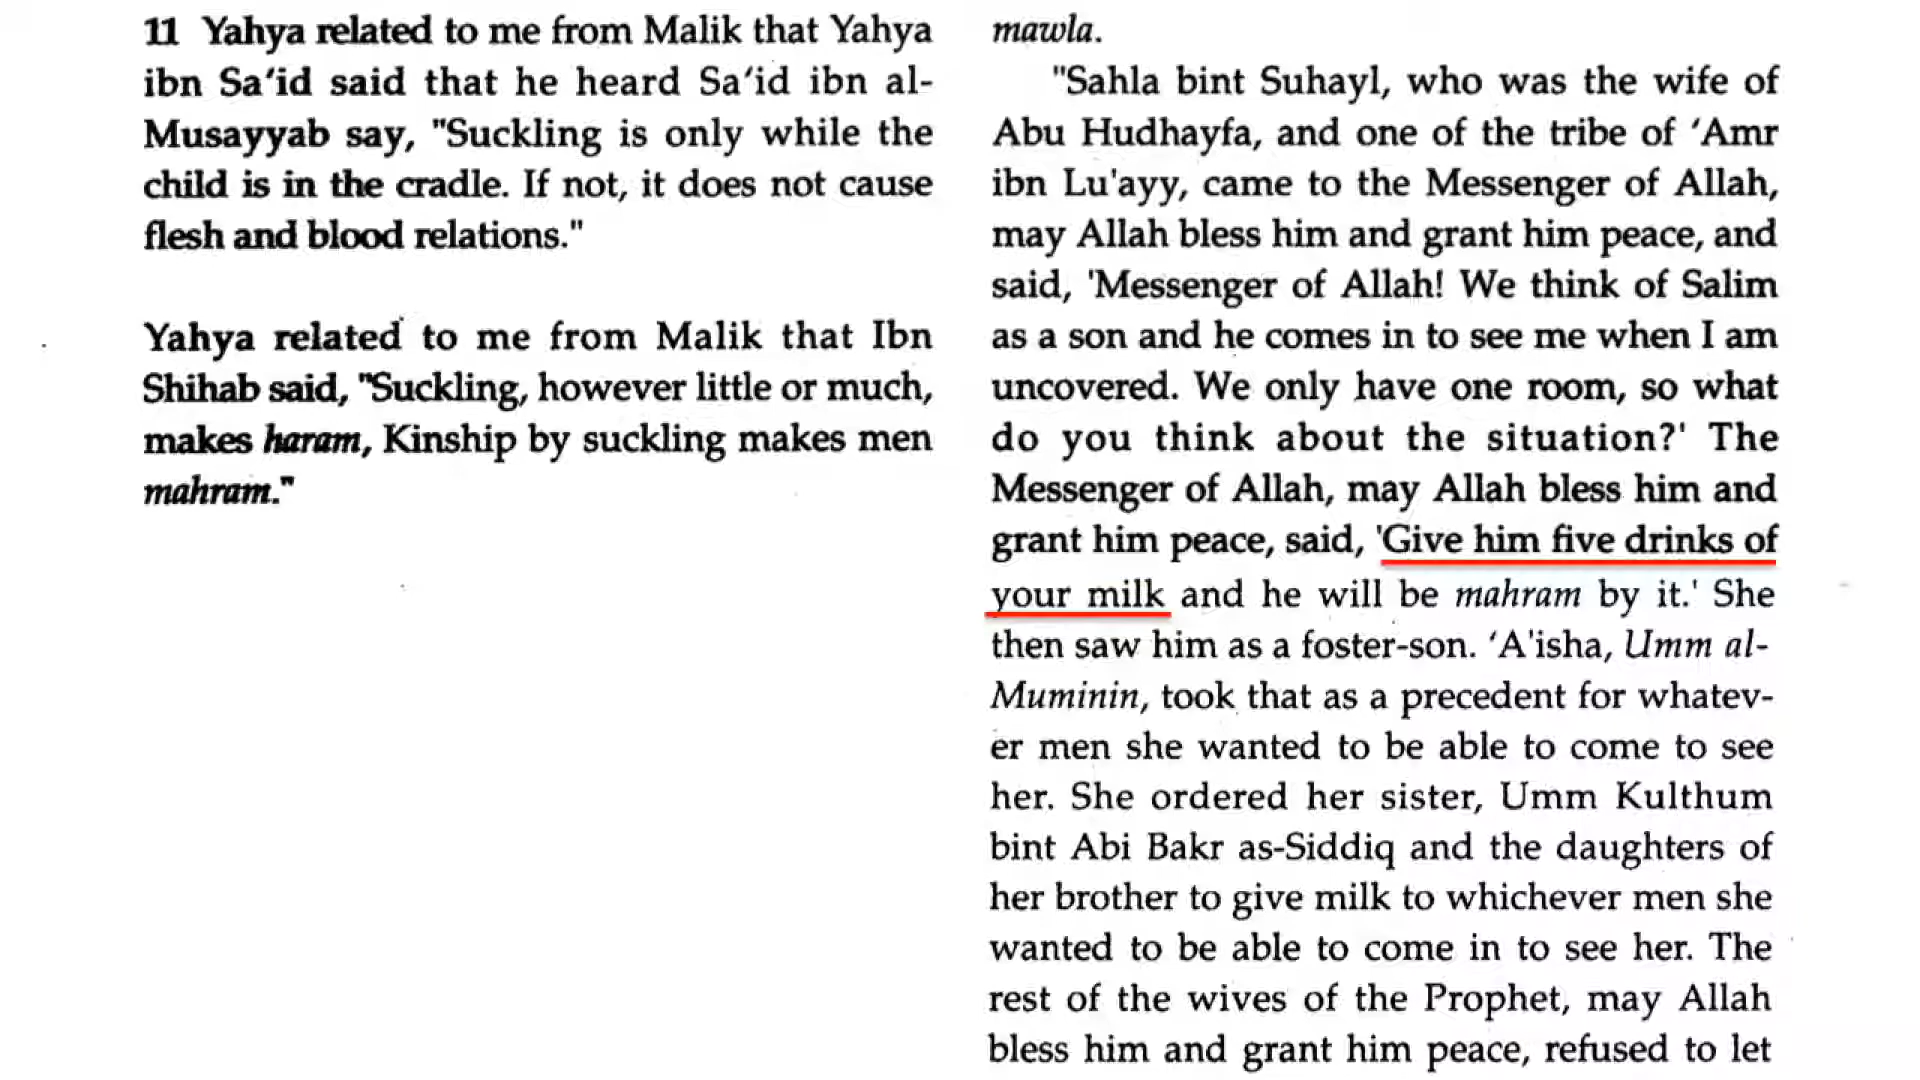 11 Yahya related to me from Malik that Yahya
ibn Sa'id said that he heard Sa'id ibn al-
Musayyab say, "Suckling is only while the
child is in the cradle. If not, it does not cause
flesh and blood relations."
Yahya related to me from Malik that Ibn
Shihab said, "Suckling, however little or much,
makes haram, Kinship by suckling makes men
mahram."
mawla.
"Sahla bint Suhayl, who was the wife of
Abu Hudhayfa, and one of the tribe of 'Amr
ibn Lu'ayy, came to the Messenger of Allah,
may Allah bless him and grant him peace, and
said, 'Messenger of Allah! We think of Salim
as a son and he comes in to see me when I am
uncovered. We only have one room, so what
do you think about the situation?' The
Messenger of Allah, may Allah bless him and
grant him peace, said, 'Give him five drinks of
your milk and he will be mahram by it.' She
then saw him as a foster-son. 'A'isha, Umm al-
Muminin, took that as a precedent for whatev-
er men she wanted to be able to come to see
her. She ordered her sister, Umm Kulthum
bint Abi Bakr as-Siddiq and the daughters of
her brother to give milk to whichever men she
wanted to be able to come in to see her. The
rest of the wives of the Prophet, may Allah
bless him and grant him peace, refused to let